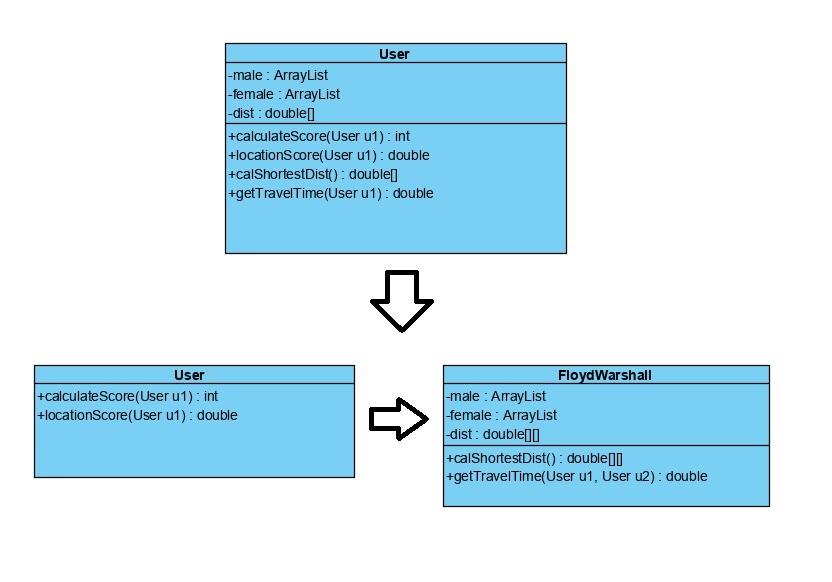 User
-male : ArrayList
-female : ArrayList
-dist : double[]
+calculateScore(User u1) : int
+locationScore(User u1) : double
+calShortestDist() : double[]
+getTravelTime(User u1) : double
User
+calculateScore(User u1) : int
+locationScore(User u1) : double
FloydWarshall
-male : ArrayList
-female : ArrayList
-dist : double[][]
+calShortestDist() : double[][]
+getTravelTime(User u1, User u2) : double